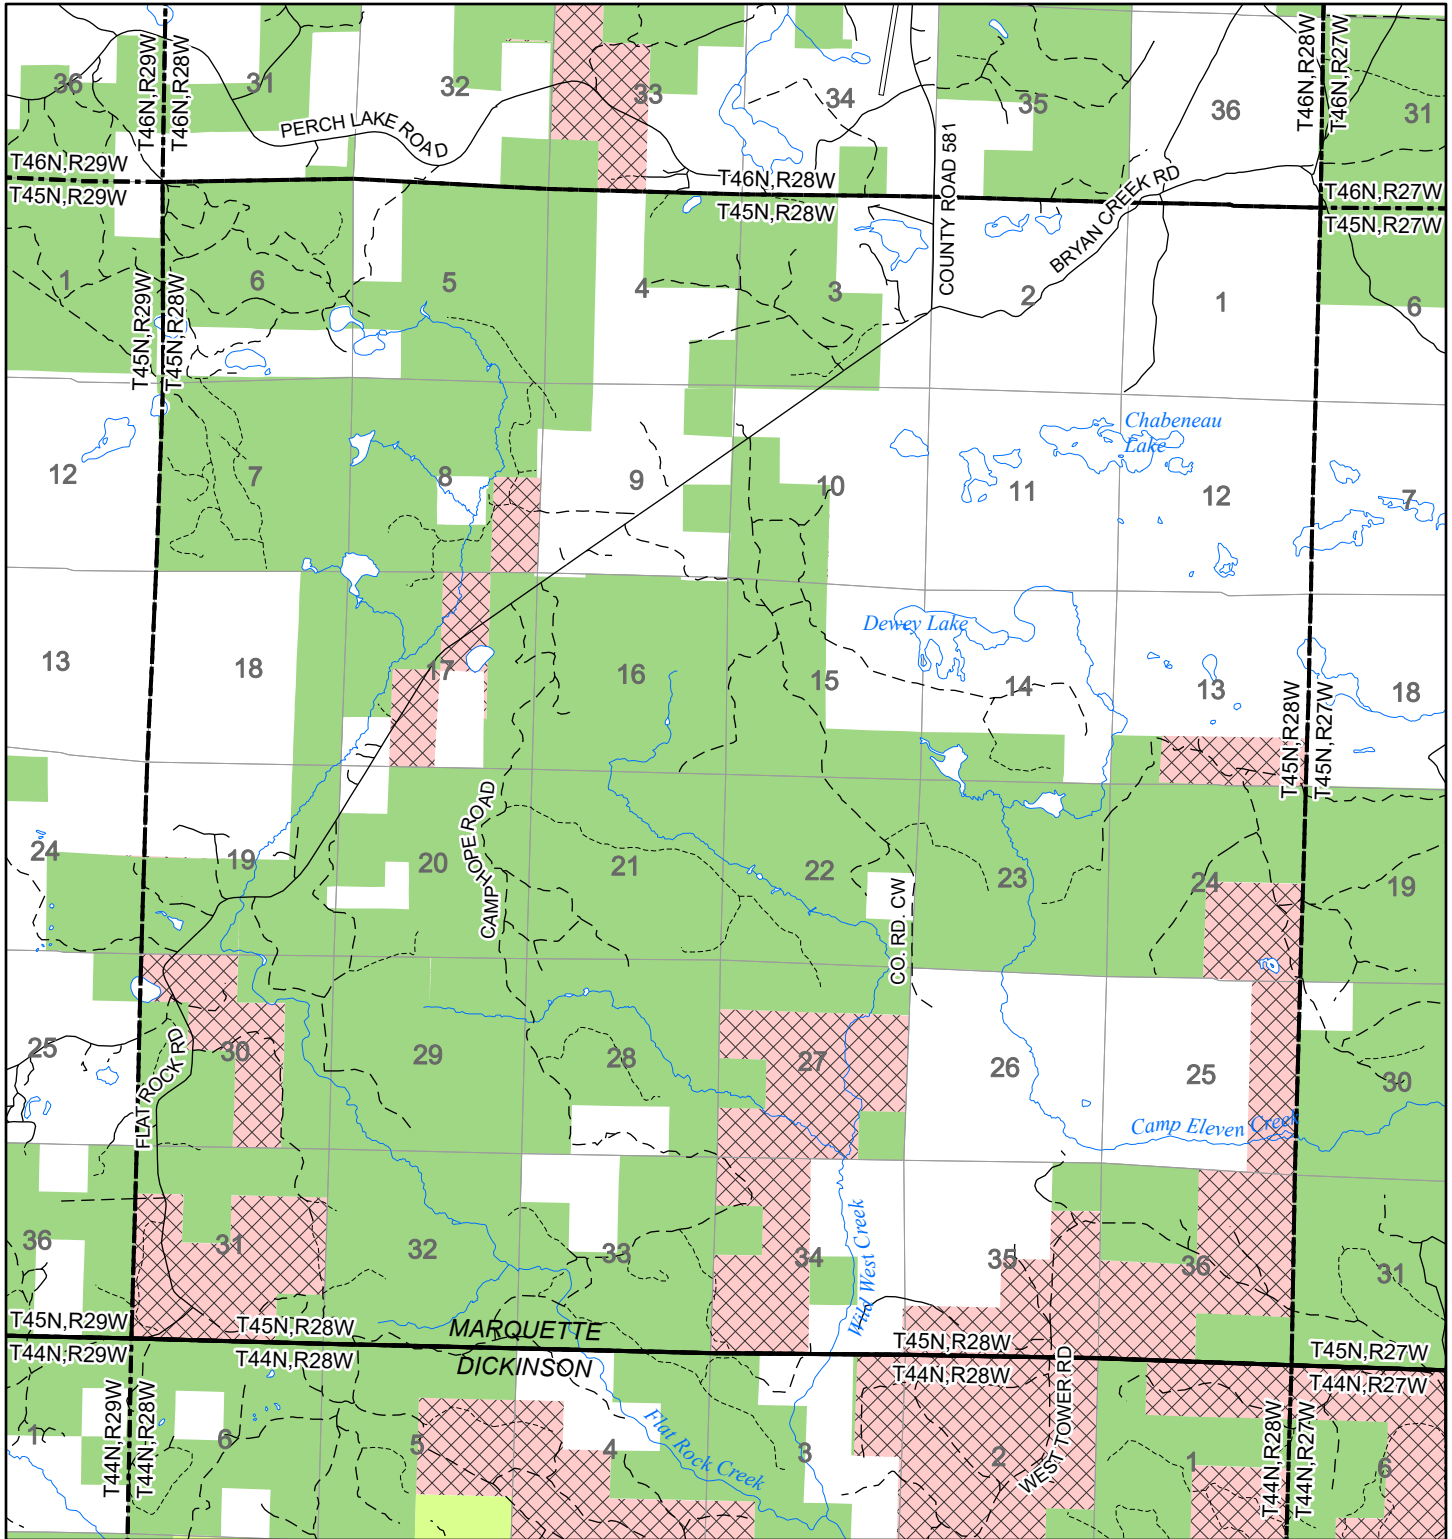 36
31
32
33
34
35
36
31
T46N,R29W
T46N,R28W
T46N,R28W
T46N,R27W
PERCH LAKE ROAD
COUNTY ROAD 581
T46N,R29W
T45N,R29W
T46N,R28W
T45N,R28W
BRYAN CREEK RD
T46N,R27W
T45N,R27W
1
6
5
4
3
2
1
6
T45N,R29W
T45N,R28W
12
7
8
9
10
11
12
7
Chabeneau
Lake
13
18
17
16
15
14
13
18
Dewey Lake
T45N,R28W
T45N,R27W
24
19
20
21
22
23
24
19
CAMP HOPE ROAD
CO. RD. CW
25
30
29
28
27
26
25
30
FLAT ROCK RD
Camp Eleven Creek
36
31
32
33
34
35
36
31
Wild West Creek
T45N,R29W
T44N,R29W
T45N,R28W
T44N,R28W
MARQUETTE
DICKINSON
T45N,R28W
T44N,R28W
T45N,R27W
T44N,R27W
1
6
5
4
3
2
1
6
T44N,R29W
T44N,R28W
Flat Rock Creek
WEST TOWER RD
T44N,R28W
T44N,R27W